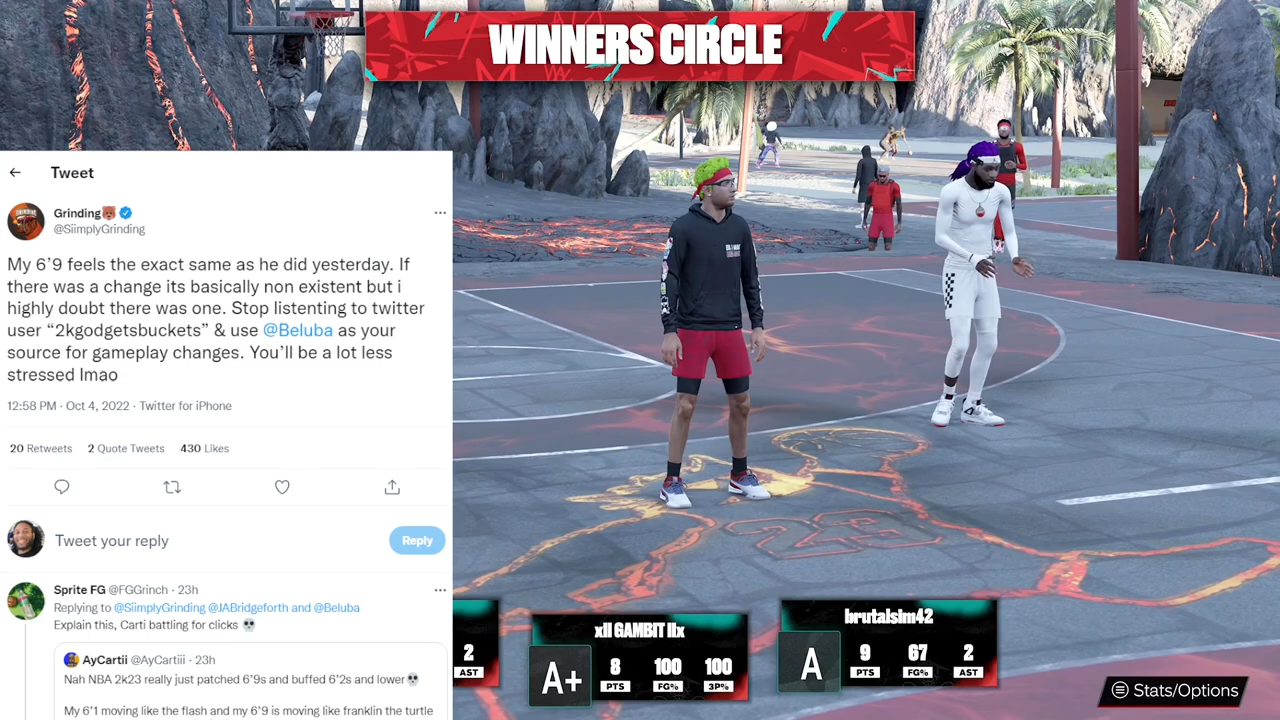 WINNERS CIRCLE
Tweet
Grinding
@SiimplyGrinding
My 6’9 feels the exact same as he did yesterday. If
there was a change its basically non existent but i
highly doubt there was one. Stop listenting to twitter
user “2kgodgetsbuckets” & use @Beluba as your
source for gameplay changes. You’ll be a lot less
stressed lmao
12:58 PM · Oct 4, 2022 · Twitter for iPhone
20 Retweets 2 Quote Tweets 430 Likes
Tweet your reply
Reply
Sprite FG @FGGrinch · 23h
Replying to @SiimplyGrinding @JABridgeforth and @Beluba
Explain this, Carti battling for clicks 💀
AyCartii @AyCartiii · 23h
Nah NBA 2k23 really just patched 6’9s and buffed 6’2s and lower💀
My 6’1 moving like the flash and my 6’9 is moving like franklin the turtle
2
AST
xII GAMBIT IIx
A+
8 100 100
PTS FG% 3P%
brutalsim42
A
9 67 2
PTS FG% AST
Stats/Options